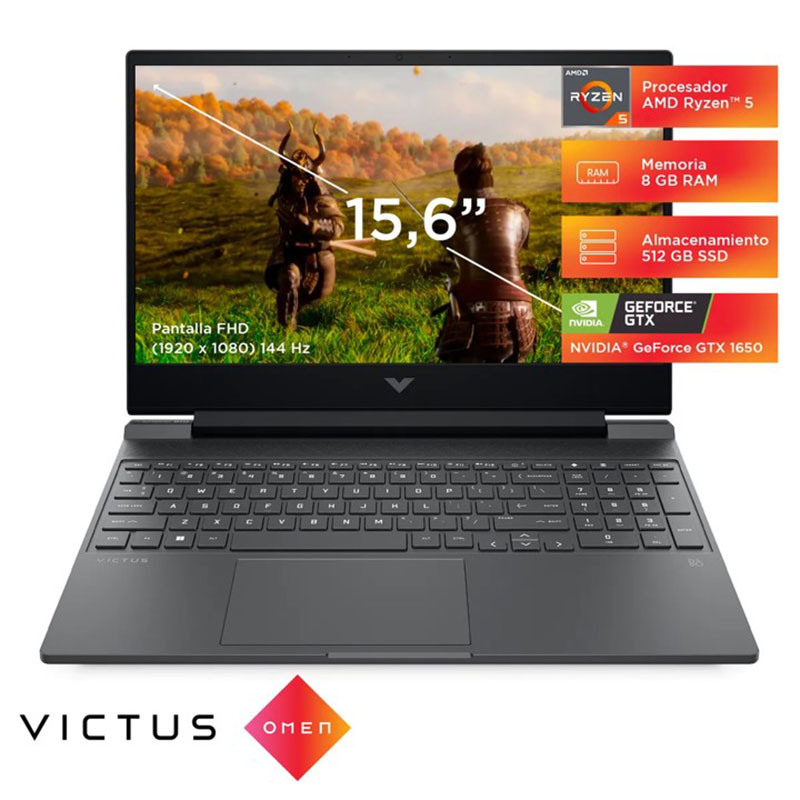 AMD
RYZEN
5
Procesador
AMD Ryzen™ 5
RAM
Memoria
8 GB RAM
Almacenamiento
512 GB SSD
NVIDIA.
GEFORCE®
GTX
NVIDIA® GeForce GTX 1650
15,6”
Pantalla FHD
(1920 x 1080) 144 Hz
Q W E R T Y U I O P
A S D F G H J K L
Z X C V B N M
VICTUS
VICTUS
OMEN